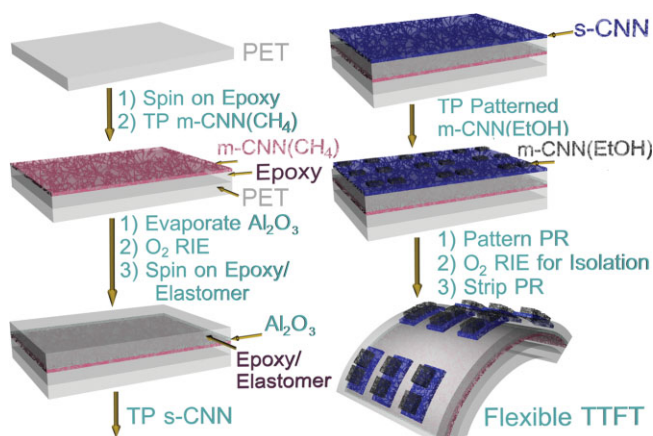 PET
1) Spin on Epoxy
2) TP m-CNN(CH₄)
m-CNN(CH₄)
Epoxy
PET
1) Evaporate Al₂O₃
2) O₂ RIE
3) Spin on Epoxy/
Elastomer
Al₂O₃
Epoxy/
Elastomer
TP s-CNN
s-CNN
TP Patterned
m-CNN(EtOH)
m-CNN(EtOH)
1) Pattern PR
2) O₂ RIE for Isolation
3) Strip PR
Flexible TTFT